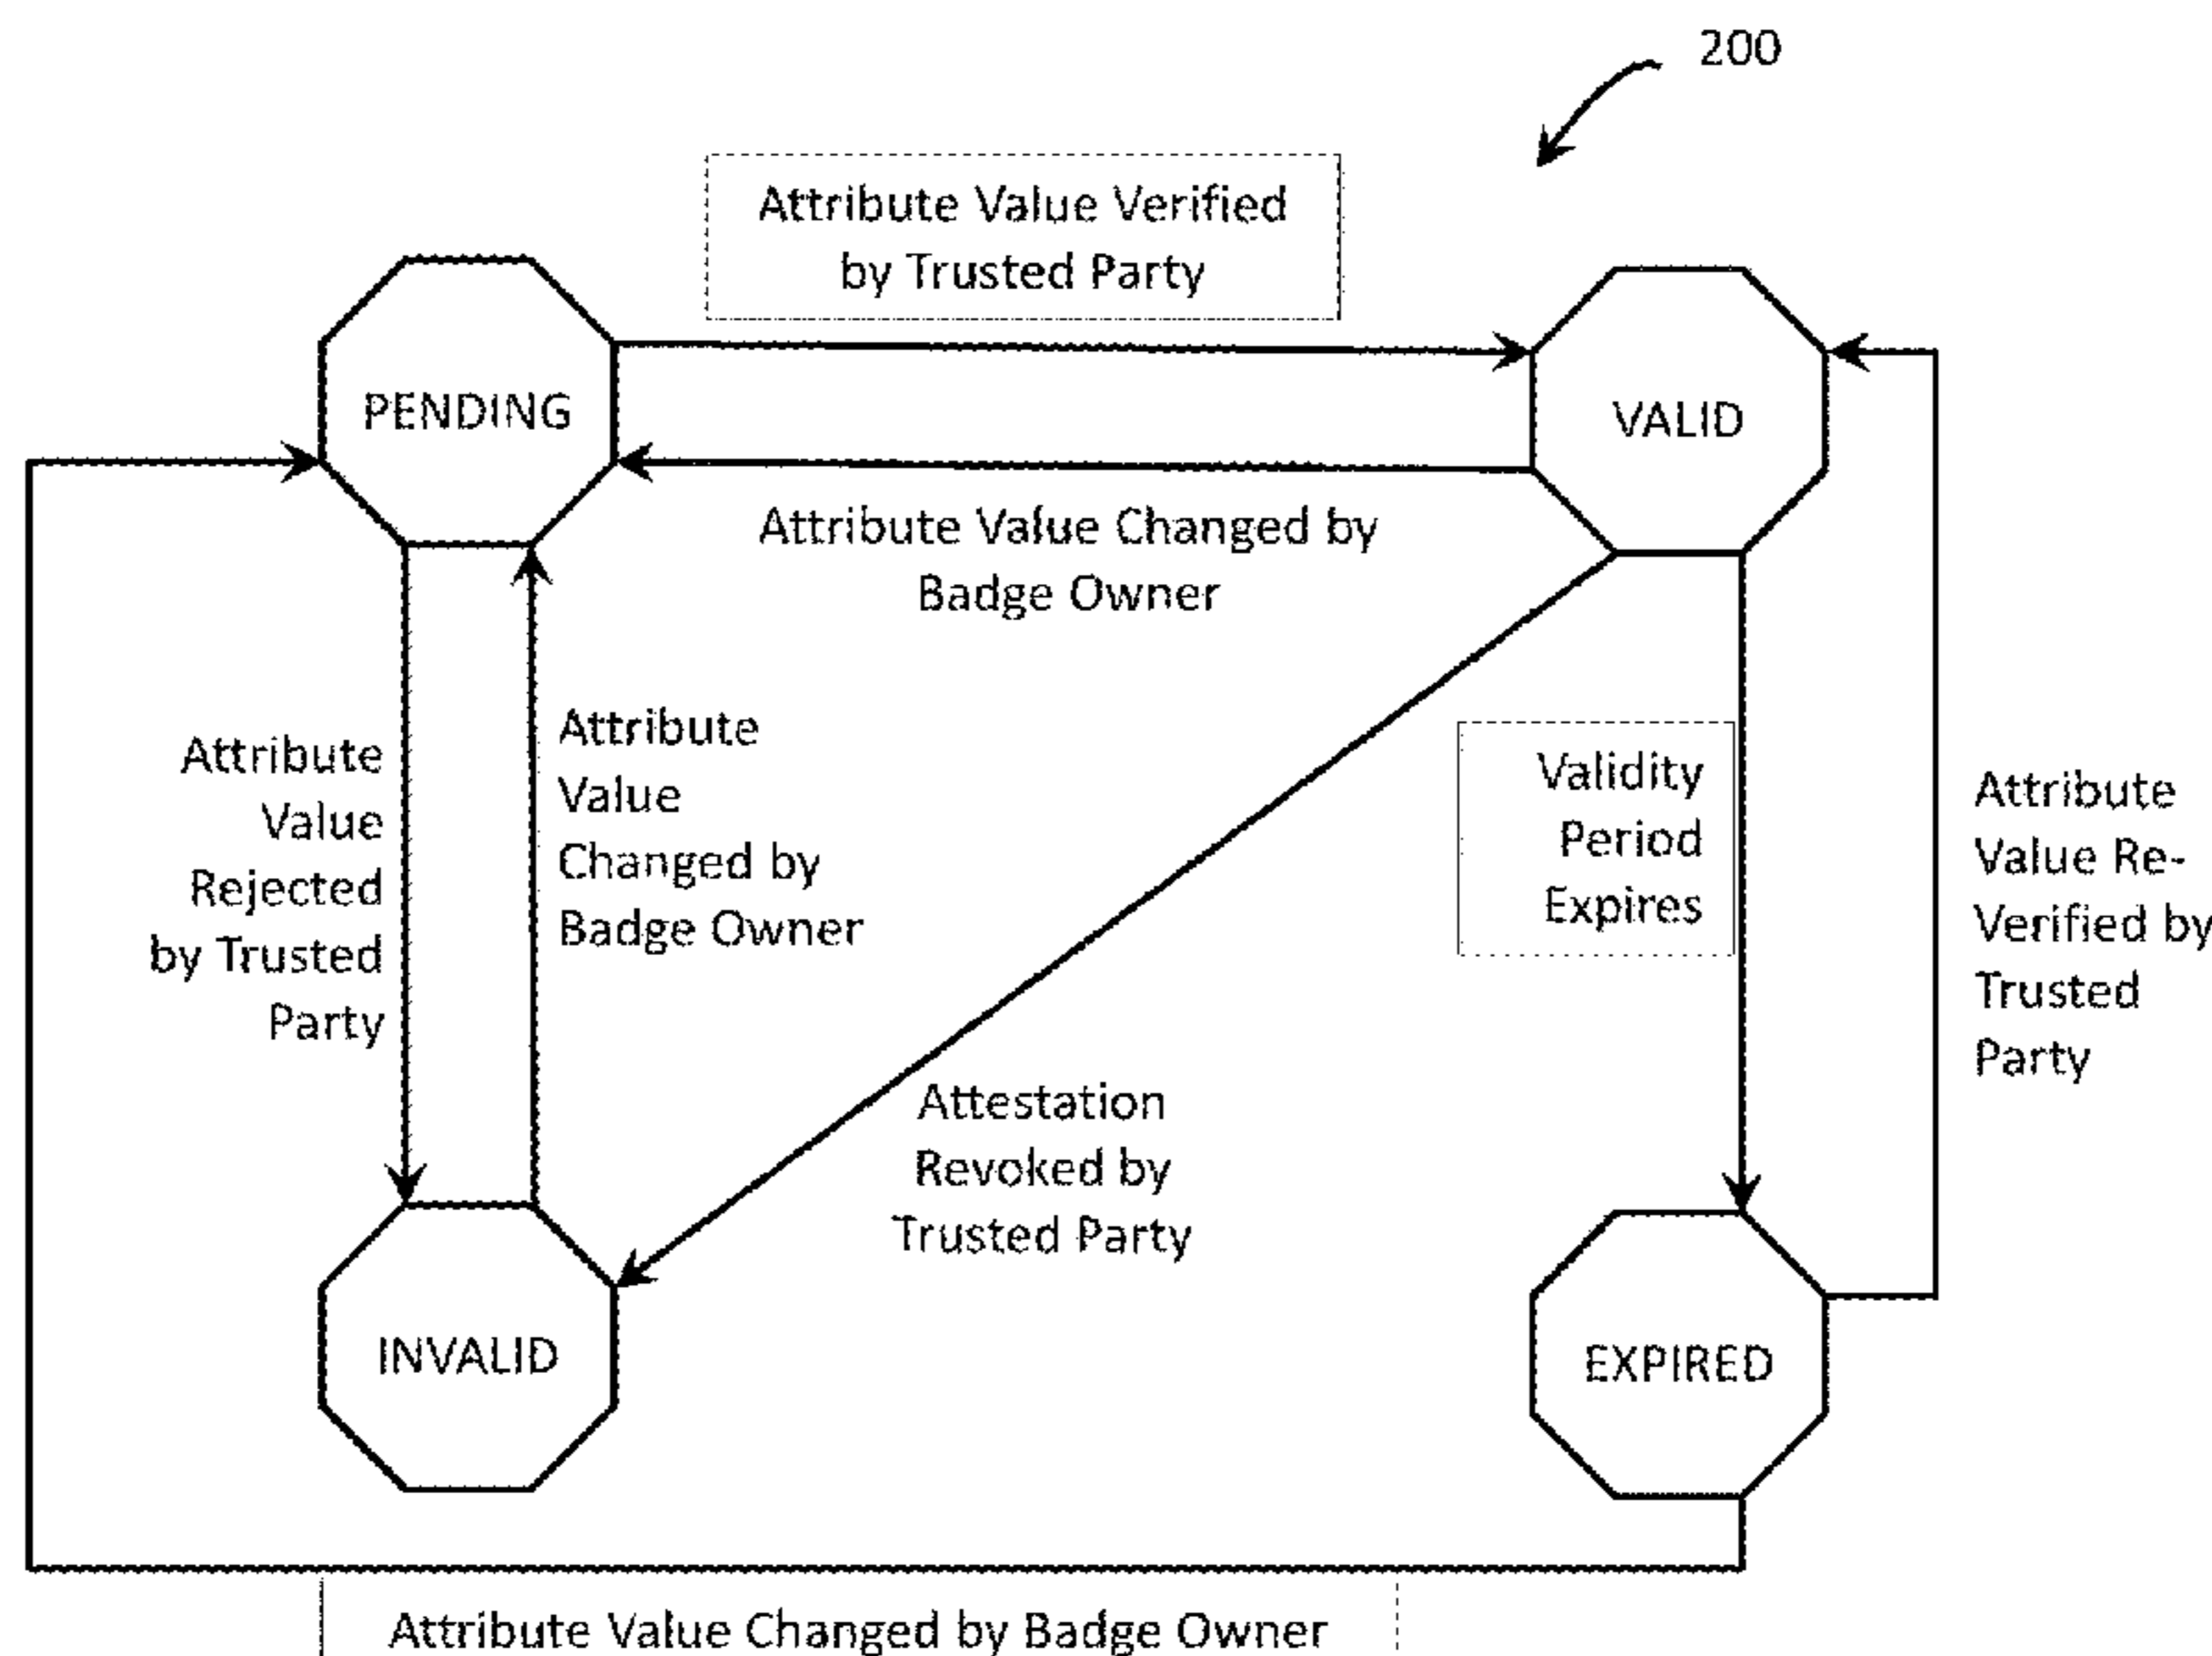 200
Attribute Value Verified
by Trusted Party
PENDING
VALID
Attribute Value Changed by
Badge Owner
Attribute
Value
Rejected
by Trusted
Party
Attribute
Value
Changed by
Badge Owner
Validity
Period
Expires
Attribute
Value Re-
Verified by
Trusted
Party
Attestation
Revoked by
Trusted Party
INVALID
EXPIRED
Attribute Value Changed by Badge Owner